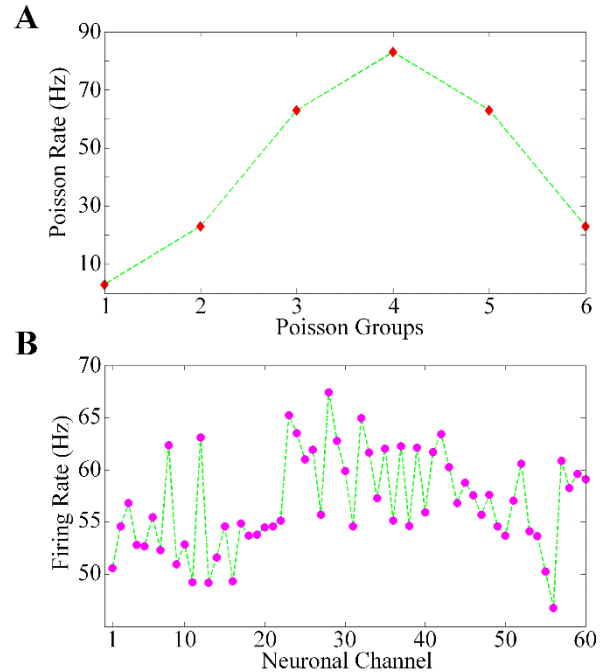 A
90
70
50
30
10
Poisson Rate (Hz)
1 2 3 4 5 6
Poisson Groups
B
70
65
60
55
50
Firing Rate (Hz)
1 10 20 30 40 50 60
Neuronal Channel